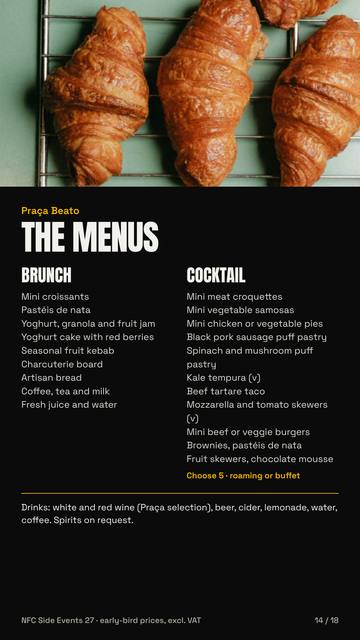 Praça Beato
THE MENUS
BRUNCH
Mini croissants
Pastéis de nata
Yoghurt, granola and fruit jam
Yoghurt cake with red berries
Seasonal fruit kebab
Charcuterie board
Artisan bread
Coffee, tea and milk
Fresh juice and water
COCKTAIL
Mini meat croquettes
Mini vegetable samosas
Mini chicken or vegetable pies
Black pork sausage puff pastry
Spinach and mushroom puff
pastry
Kale tempura (v)
Beef tartare taco
Mozzarella and tomato skewers
(v)
Mini beef or veggie burgers
Brownies, pastéis de nata
Fruit skewers, chocolate mousse
Choose 5 · roaming or buffet
Drinks: white and red wine (Praça selection), beer, cider, lemonade, water,
coffee. Spirits on request.
NFC Side Events 27 · early-bird prices, excl. VAT
14 / 18